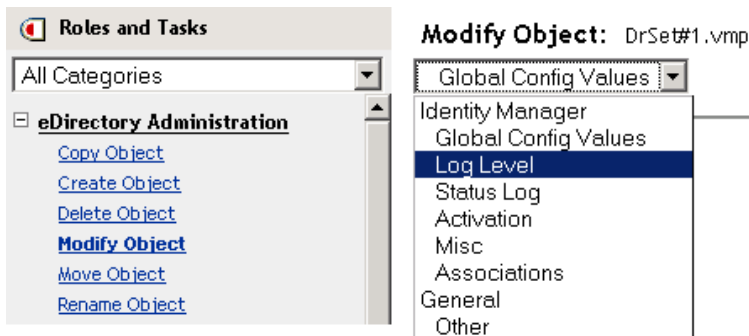 Roles and Tasks
All Categories
eDirectory Administration
Copy Object
Create Object
Delete Object
Modify Object
Move Object
Rename Object
Modify Object: DrSet#1.vmp
Global Config Values
Identity Manager
Global Config Values
Log Level
Status Log
Activation
Misc
Associations
General
Other